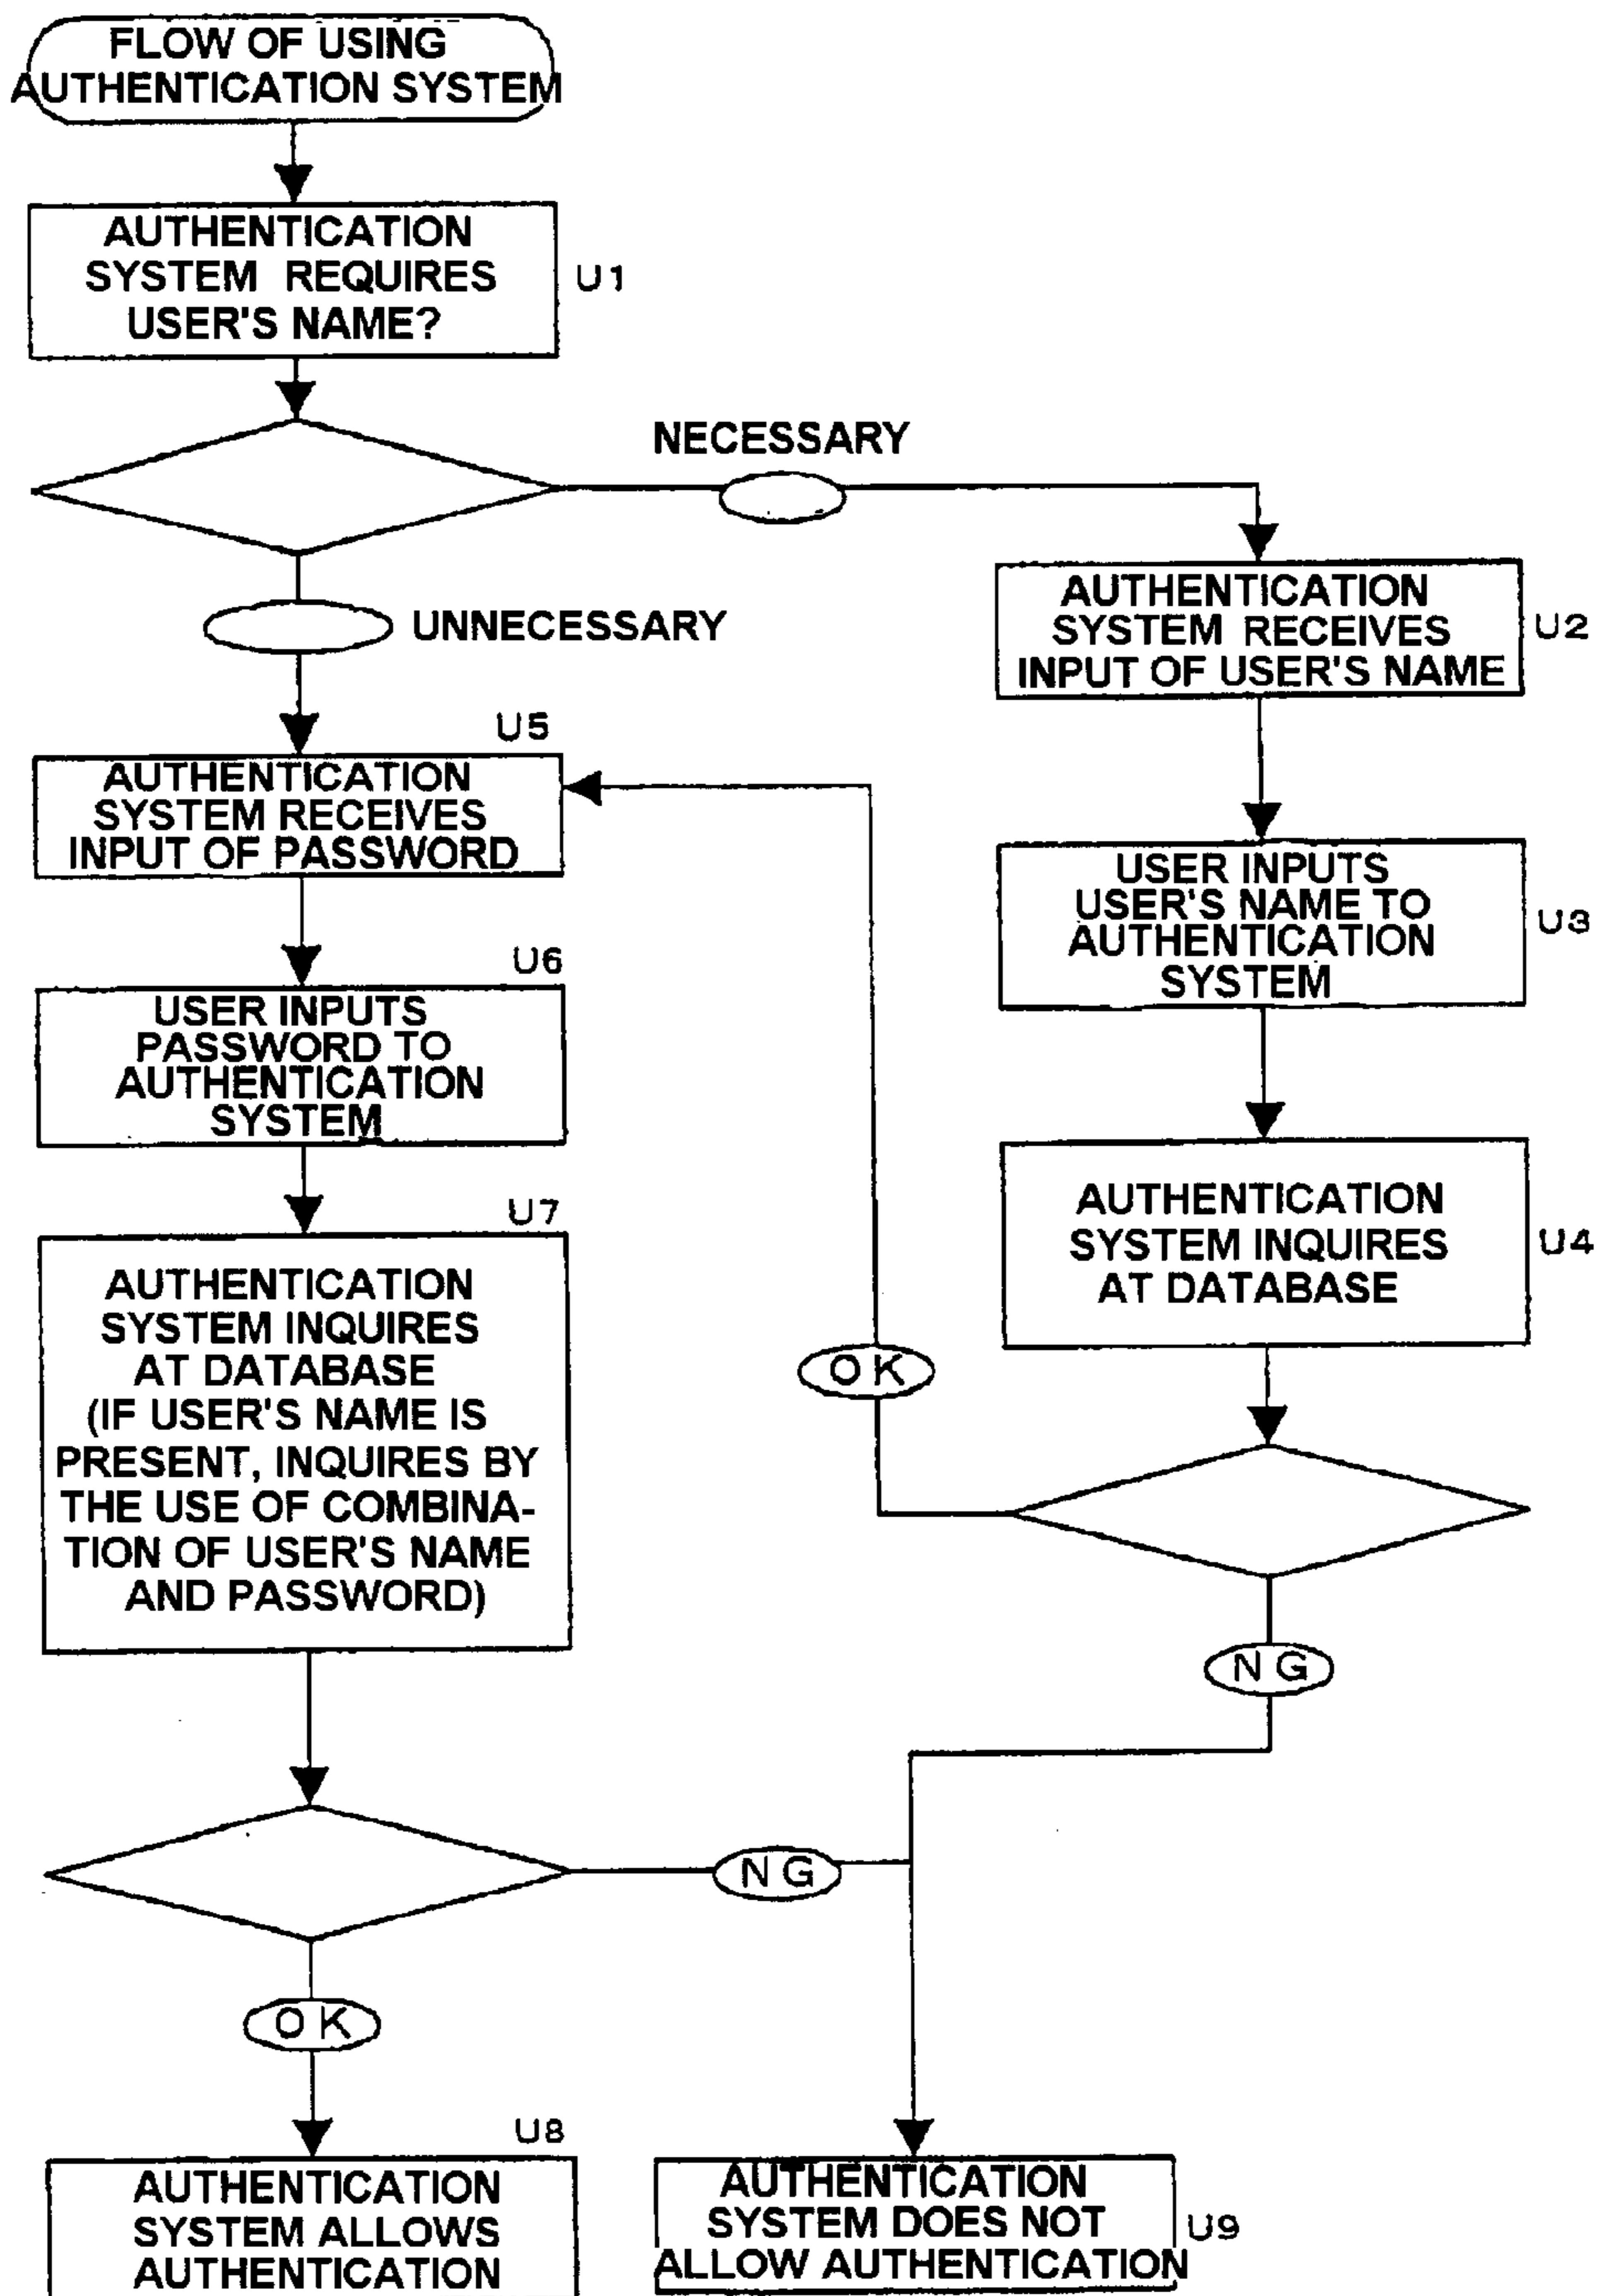 FLOW OF USING
AUTHENTICATION SYSTEM
AUTHENTICATION
SYSTEM REQUIRES
USER'S NAME?
U1
NECESSARY
UNNECESSARY
AUTHENTICATION
SYSTEM RECEIVES
INPUT OF USER'S NAME
U2
U5
AUTHENTICATION
SYSTEM RECEIVES
INPUT OF PASSWORD
USER INPUTS
USER'S NAME TO
AUTHENTICATION
SYSTEM
U3
U6
USER INPUTS
PASSWORD TO
AUTHENTICATION
SYSTEM
AUTHENTICATION
SYSTEM INQUIRES
AT DATABASE
U4
U7
AUTHENTICATION
SYSTEM INQUIRES
AT DATABASE
(IF USER'S NAME IS
PRESENT, INQUIRES BY
THE USE OF COMBINA-
TION OF USER'S NAME
AND PASSWORD)
OK
NG
NG
OK
U8
AUTHENTICATION
SYSTEM ALLOWS
AUTHENTICATION
AUTHENTICATION
SYSTEM DOES NOT
ALLOW AUTHENTICATION
U9